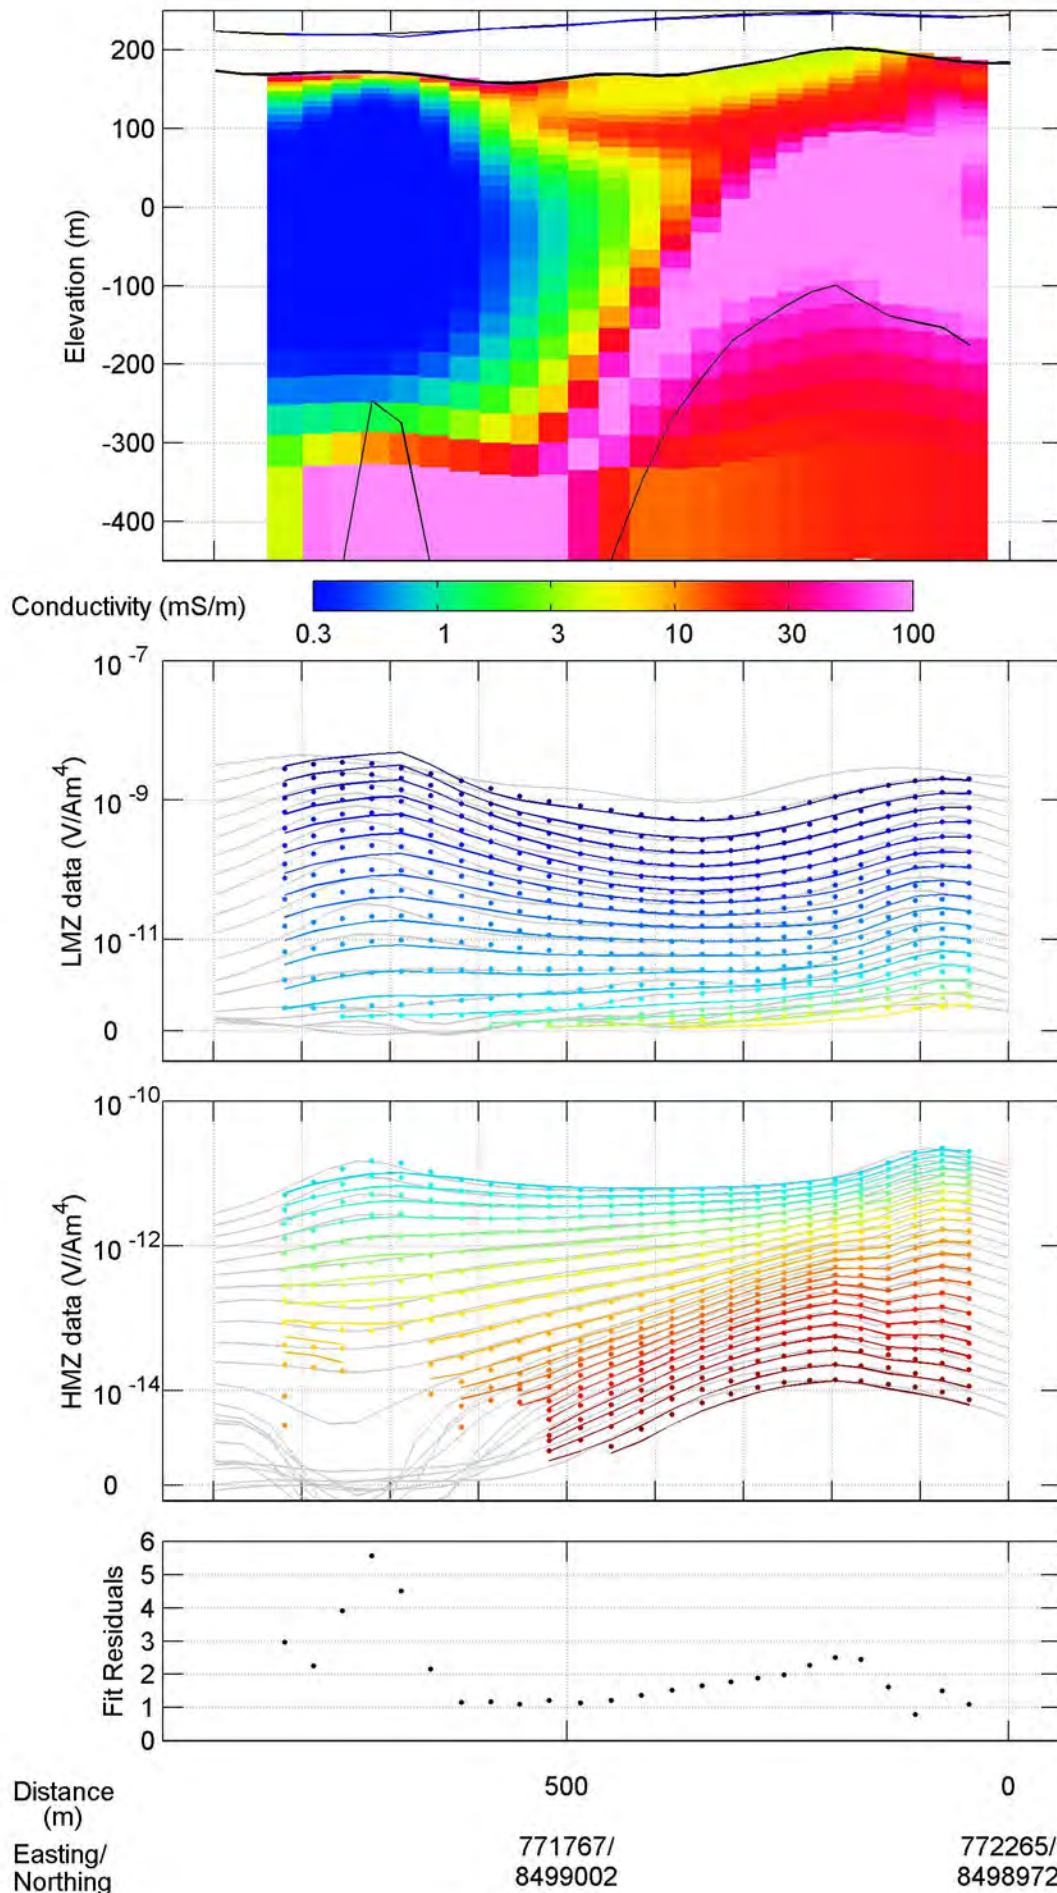 200
100
0
-100
-200
-300
-400
Elevation (m)
Conductivity (mS/m)
0.3 1 3 10 30 100
10 -7
10 -9
10 -11
0
LMZ data (V/Am4)
10 -10
10 -12
10 -14
0
HMZ data (V/Am4)
6
5
4
3
2
1
0
Fit Residuals
Distance 500 0
(m)
Easting/ 771767/ 772265/
Northing 8499002 8498972